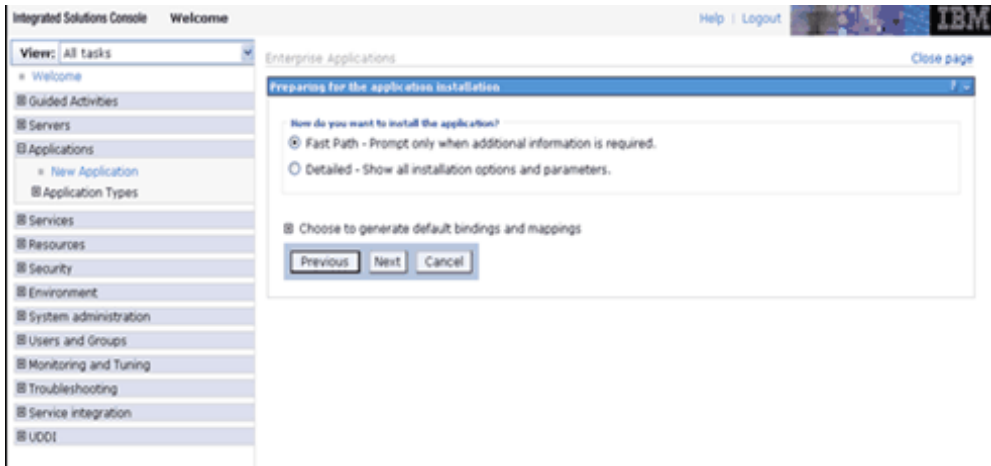 Integrated Solutions Console Welcome Help | Logout IBM
View: All tasks
Welcome
Guided Activities
Servers
Applications
New Application
Application Types
Services
Resources
Security
Environment
System administration
Users and Groups
Monitoring and Tuning
Troubleshooting
Service integration
UDDI
Enterprise Applications Close page
Preparing for the application installation ? -
How do you want to install the application?
Fast Path - Prompt only when additional information is required.
Detailed - Show all installation options and parameters.
Choose to generate default bindings and mappings
Previous Next Cancel